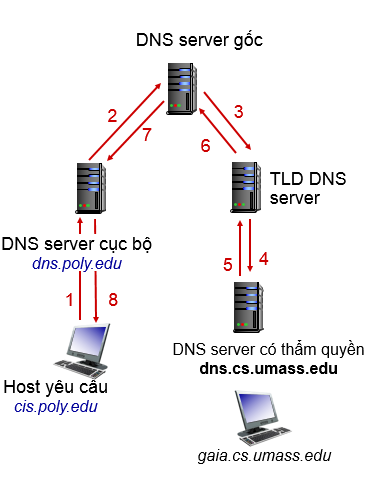 DNS server gốc
2
3
7
6
TLD DNS
server
DNS server cục bộ
dns.poly.edu
5
4
1
8
DNS server có thẩm quyền
dns.cs.umass.edu
Host yêu cầu
cis.poly.edu
gaia.cs.umass.edu